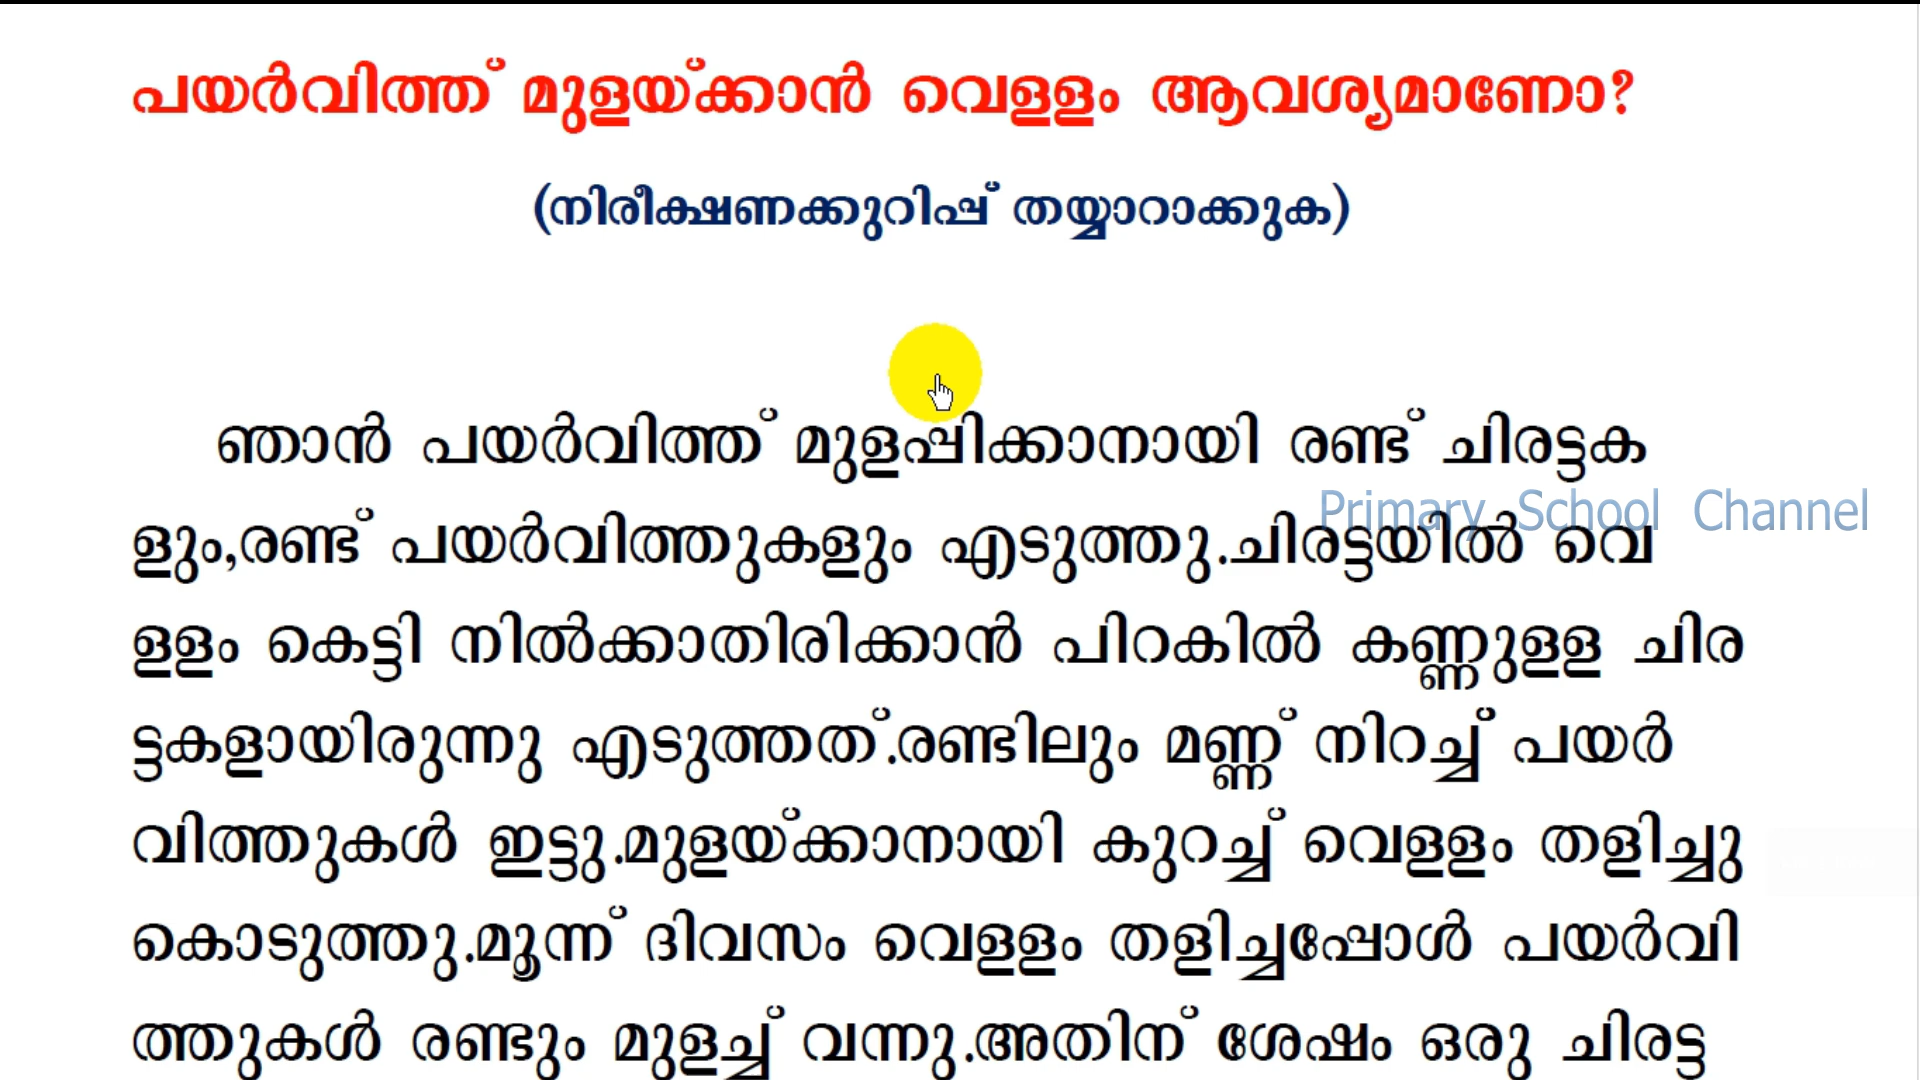 പയർവിത്ത് മുളയ്ക്കാൻ വെള്ളം ആവശ്യമാണോ?
(നിരീക്ഷണക്കുറിപ്പ് തയ്യാറാക്കുക)
ഞാൻ പയർവിത്ത് മുളപ്പിക്കാനായി രണ്ട് ചിരട്ടക
Primary School Channel
ളും,രണ്ട് പയർവിത്തുകളും എടുത്തു.ചിരട്ടയിൽ വെ
ള്ളം കെട്ടി നിൽക്കാതിരിക്കാൻ പിറകിൽ കണ്ണുള്ള ചിര
ട്ടകളായിരുന്നു എടുത്തത്.രണ്ടിലും മണ്ണ് നിറച്ച് പയർ
വിത്തുകൾ ഇട്ടു.മുളയ്ക്കാനായി കുറച്ച് വെള്ളം തളിച്ചു
കൊടുത്തു.മൂന്ന് ദിവസം വെള്ളം തളിച്ചപ്പോൾ പയർവി
ത്തുകൾ രണ്ടും മുളച്ച് വന്നു.അതിന് ശേഷം ഒരു ചിരട്ട